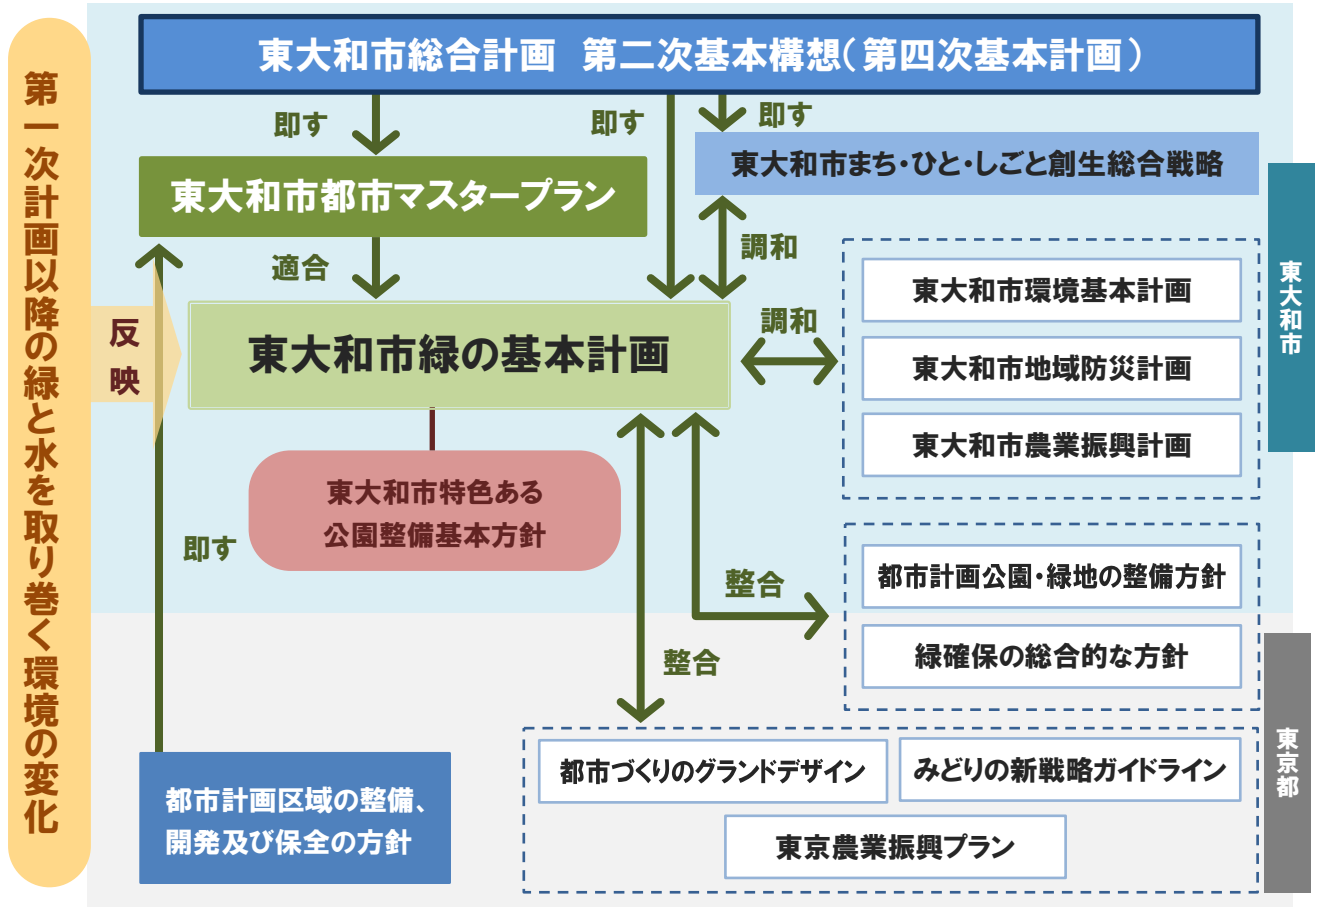 第一次計画以降の緑と水を取り巻く環境の変化
東大和市総合計画　第二次基本構想（第四次基本計画）
即す
即す
即す
東大和市まち・ひと・しごと創生総合戦略
東大和市都市マスタープラン
適合
調和
東大和市
反
映
東大和市緑の基本計画
調和
東大和市環境基本計画
東大和市地域防災計画
東大和市農業振興計画
東大和市特色ある
公園整備基本方針
即す
整合
都市計画公園・緑地の整備方針
緑確保の総合的な方針
整合
東京都
都市づくりのグランドデザイン
みどりの新戦略ガイドライン
東京農業振興プラン
都市計画区域の整備、
開発及び保全の方針